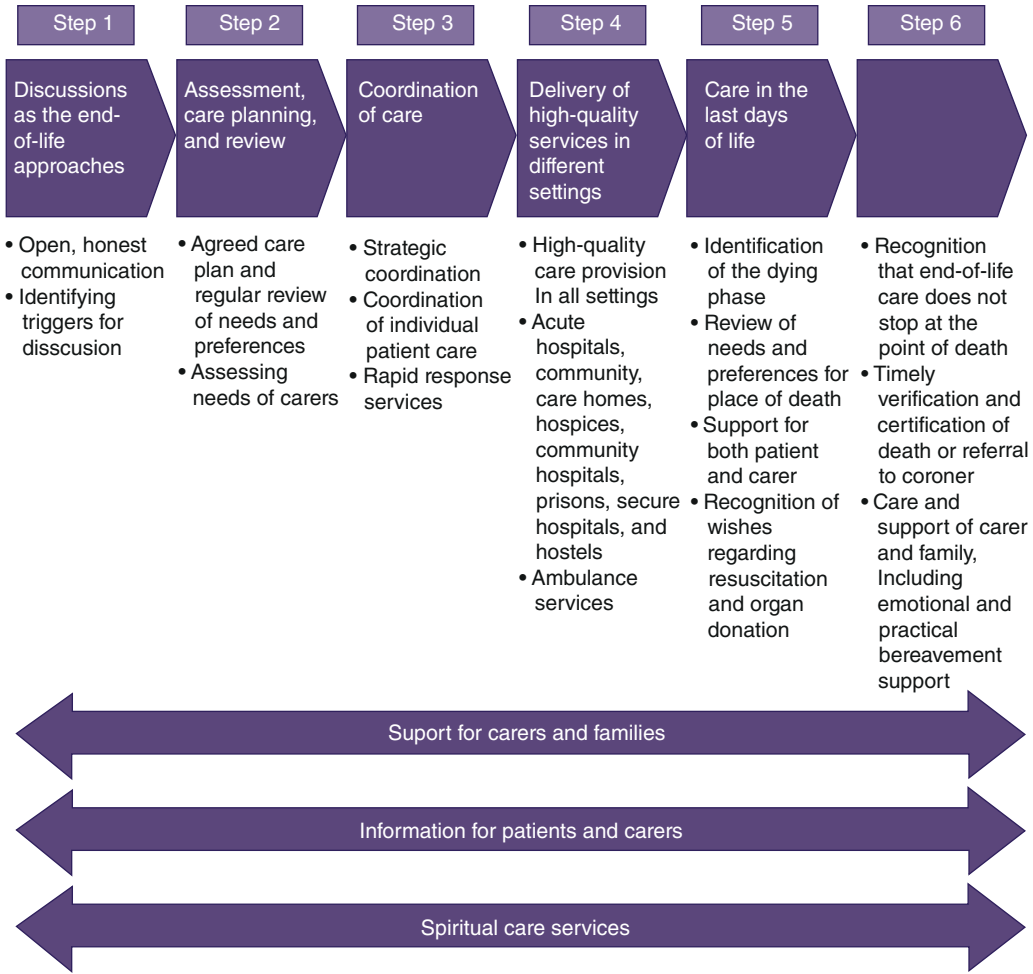 Step 1
Step 2
Step 3
Step 4
Step 5
Step 6
Discussions
as the end-
of-life
approaches
Assessment,
care planning,
and review
Coordination
of care
Delivery of
high-quality
services in
different
settings
Care in the
last days
of life
• Open, honest
communication
• Identifying
triggers for
disscusion
• Agreed care
plan and
regular review
of needs and
preferences
• Assessing
needs of carers
• Strategic
coordination
• Coordination
of individual
patient care
• Rapid response
services
• High-quality
care provision
In all settings
• Acute
hospitals,
community,
care homes,
hospices,
community
hospitals,
prisons, secure
hospitals, and
hostels
• Ambulance
services
• Identification
of the dying
phase
• Review of
needs and
preferences for
place of death
• Support for
both patient
and carer
• Recognition of
wishes
regarding
resuscitation
and organ
donation
• Recognition
that end-of-life
care does not
stop at the
point of death
• Timely
verification and
certification of
death or referral
to coroner
• Care and
support of carer
and family,
Including
emotional and
practical
bereavement
support
Suport for carers and families
Information for patients and carers
Spiritual care services